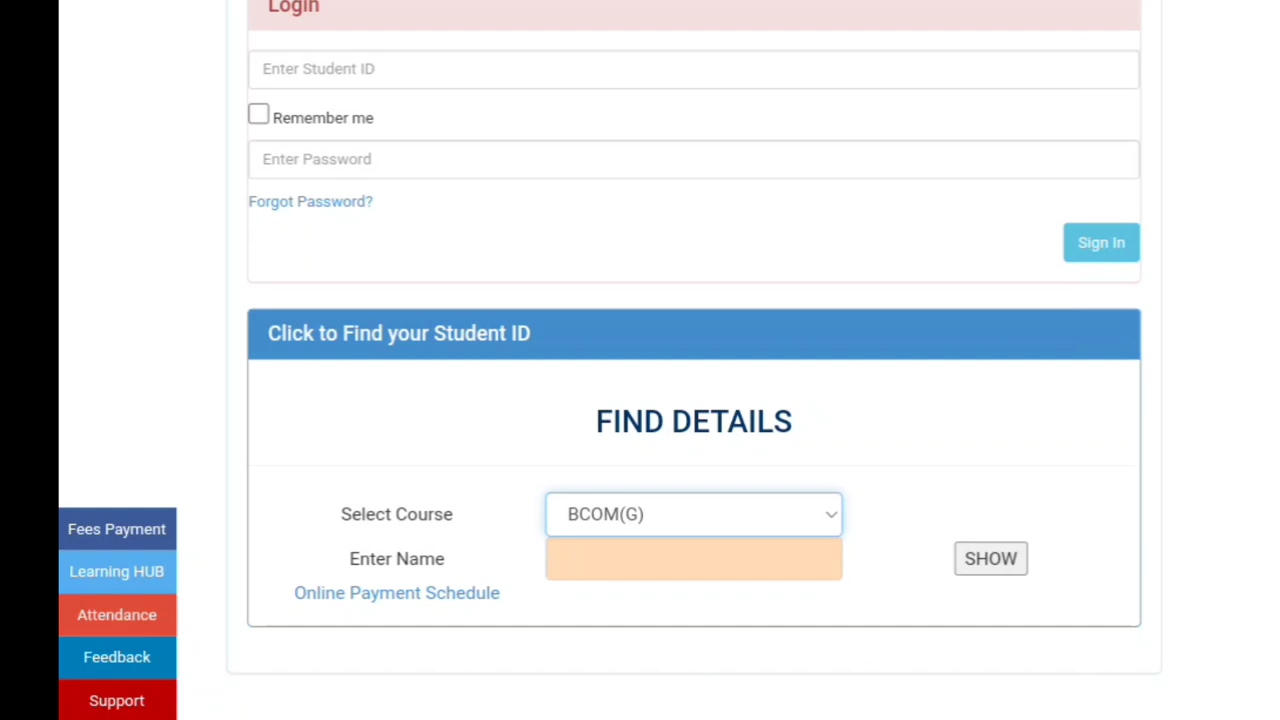 Login
Enter Student ID
Remember me
Enter Password
Forgot Password?
Sign In
Click to Find your Student ID
FIND DETAILS
Select Course BCOM(G)
Enter Name SHOW
Online Payment Schedule
Fees Payment
Learning HUB
Attendance
Feedback
Support